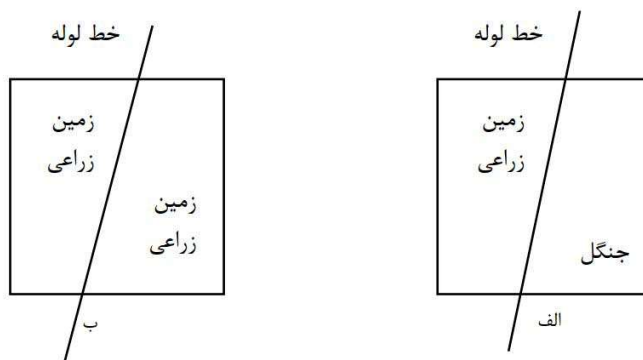 خط لوله
زمین
زراعی
جنگل
الف
خط لوله
زمین
زراعی
زمین
زراعی
ب